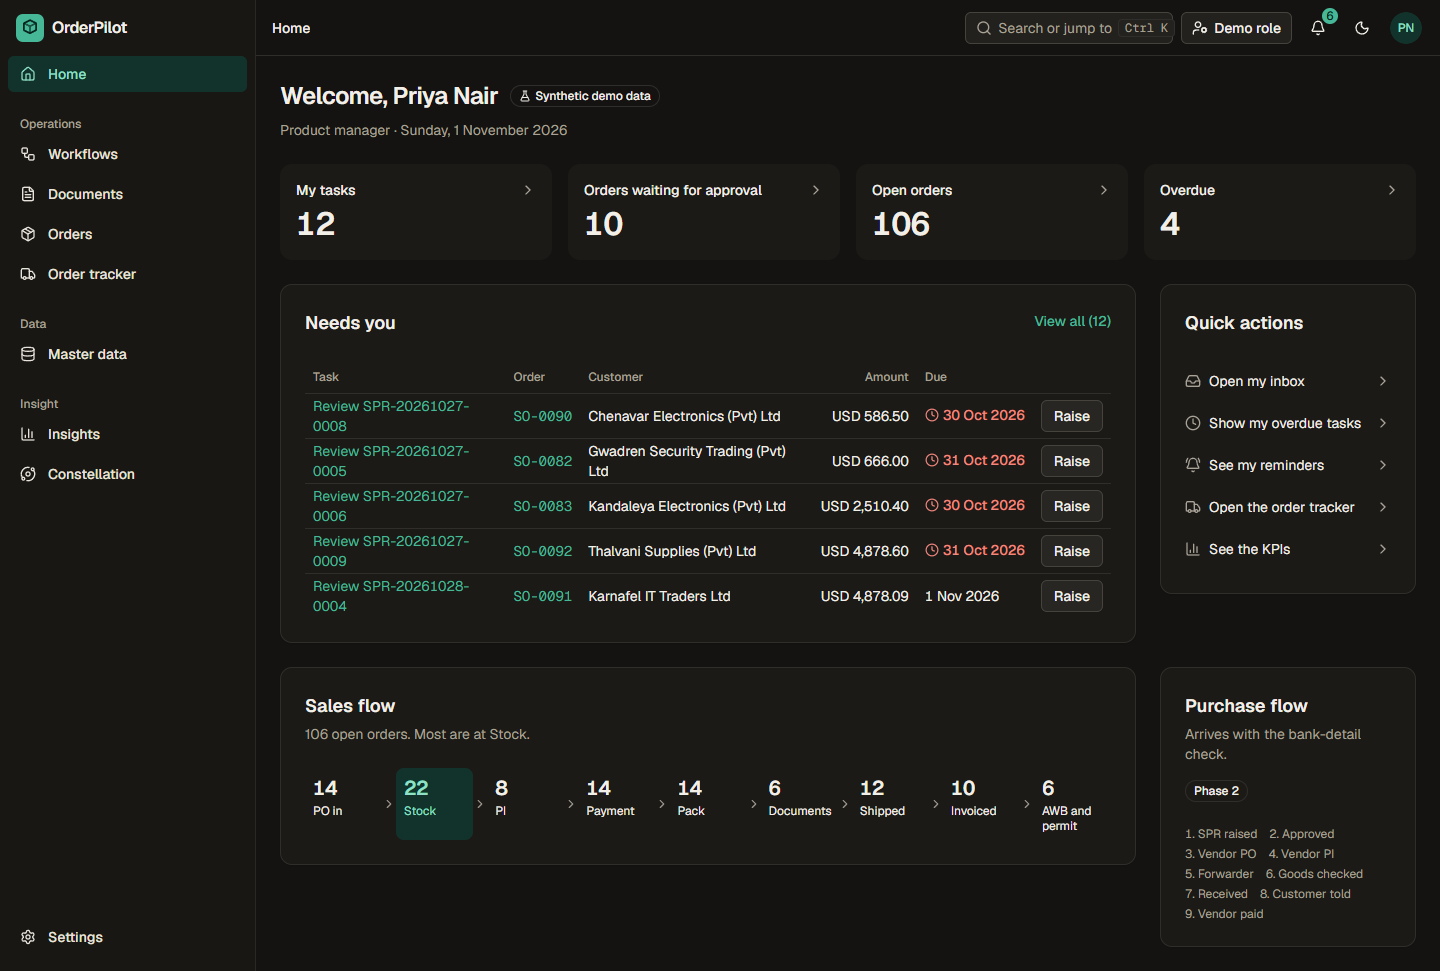 OrderPilot
Home
Search or jump to Ctrl K
Demo role
6
PN
Home
Operations
Workflows
Documents
Orders
Order tracker
Data
Master data
Insight
Insights
Constellation
Settings
Welcome, Priya Nair
Synthetic demo data
Product manager · Sunday, 1 November 2026
My tasks
12
Orders waiting for approval
10
Open orders
106
Overdue
4
Needs you
View all (12)
Task Order Customer Amount Due
Review SPR-20261027-
0008
SO-0090 Chenavar Electronics (Pvt) Ltd USD 586.50 30 Oct 2026 Raise
Review SPR-20261027-
0005
SO-0082
Gwadren Security Trading (Pvt)
Ltd
USD 666.00 31 Oct 2026 Raise
Review SPR-20261027-
0006
SO-0083 Kandaleya Electronics (Pvt) Ltd USD 2,510.40 30 Oct 2026 Raise
Review SPR-20261027-
0009
SO-0092 Thalvani Supplies (Pvt) Ltd USD 4,878.60 31 Oct 2026 Raise
Review SPR-20261028-
0004
SO-0091 Karnafel IT Traders Ltd USD 4,878.09 1 Nov 2026 Raise
Quick actions
Open my inbox
Show my overdue tasks
See my reminders
Open the order tracker
See the KPIs
Sales flow
106 open orders. Most are at Stock.
14
PO in
22
Stock
8
PI
14
Payment
14
Pack
6
Documents
12
Shipped
10
Invoiced
6
AWB and
permit
Purchase flow
Arrives with the bank-detail
check.
Phase 2
1. SPR raised 2. Approved
3. Vendor PO 4. Vendor PI
5. Forwarder 6. Goods checked
7. Received 8. Customer told
9. Vendor paid